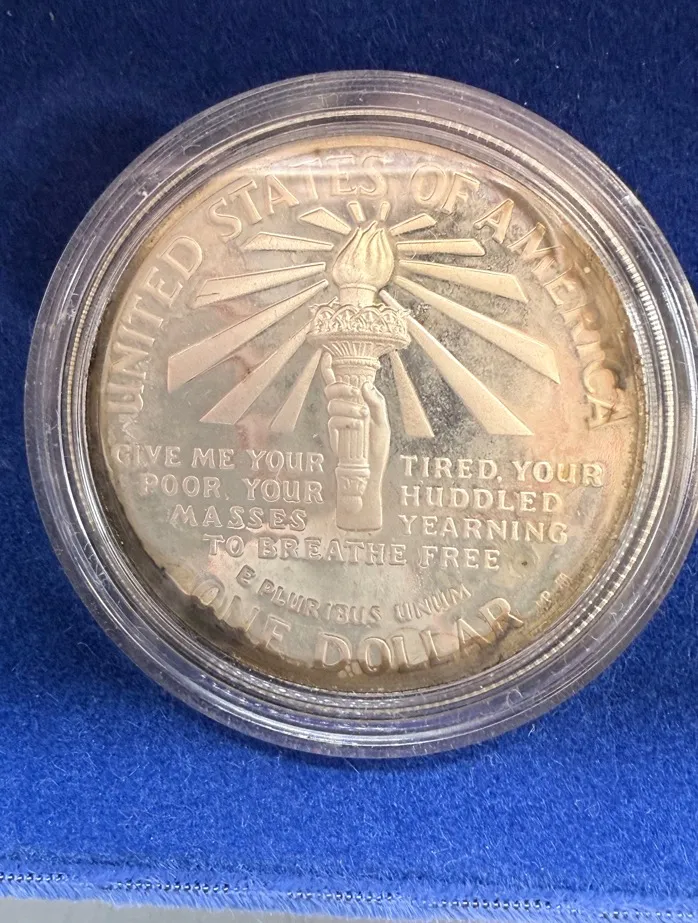 UNITED STATES OF AMERICA
GIVE ME YOUR TIRED, YOUR
POOR, YOUR HUDDLED
MASSES YEARNING
TO BREATHE FREE
E PLURIBUS UNUM
ONE DOLLAR